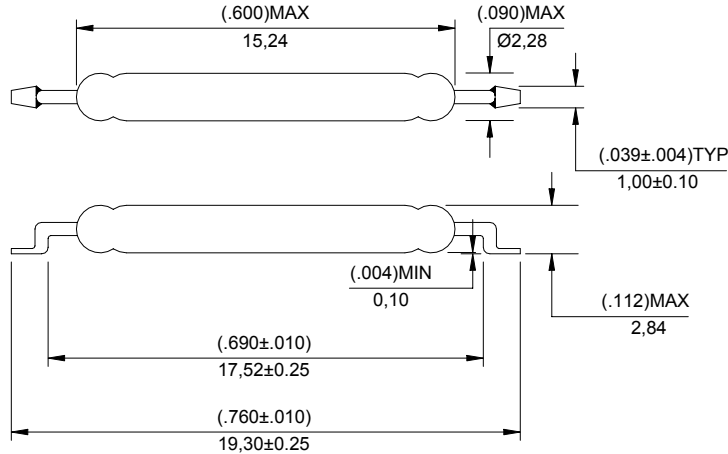 (.600)MAX
15,24
(.090)MAX
Ø2,28
(.039±.004)TYP
1,00±0.10
(.004)MIN
0,10
(.112)MAX
2,84
(.690±.010)
17,52±0.25
(.760±.010)
19,30±0.25